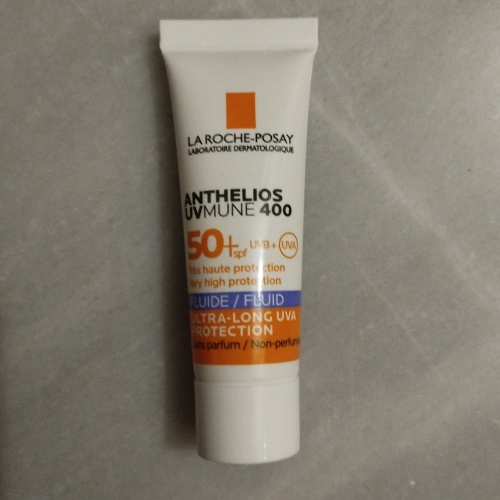 LA ROCHE-POSAY
LABORATOIRE DERMATOLOGIQUE
ANTHELIOS
UVMUNE 400
50+ spf UVB + UVA
Très haute protection
Very high protection
FLUIDE / FLUID
ULTRA-LONG UVA
PROTECTION
Sans parfum / Non-perfume